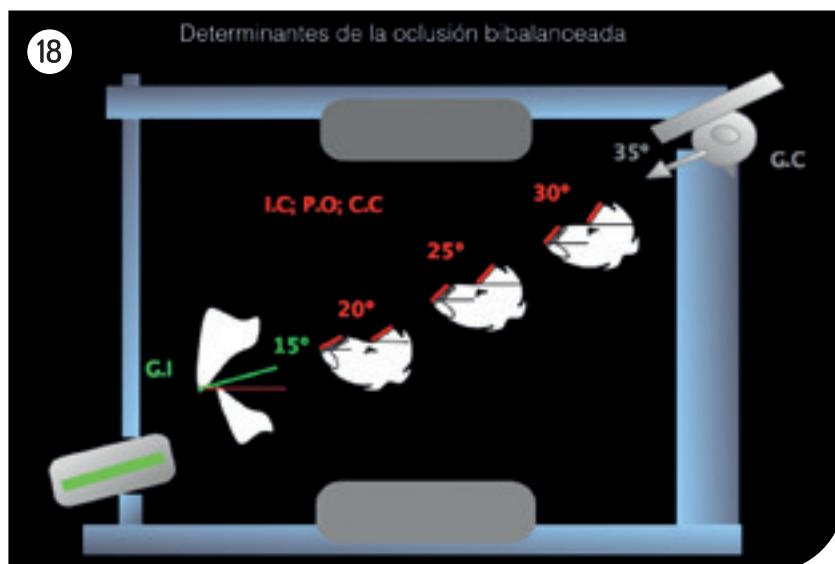 18
Determinantes de la oclusión bibalanceada
35°
G.C
30°
I.C; P.O; C.C
25°
20°
15°
G.I